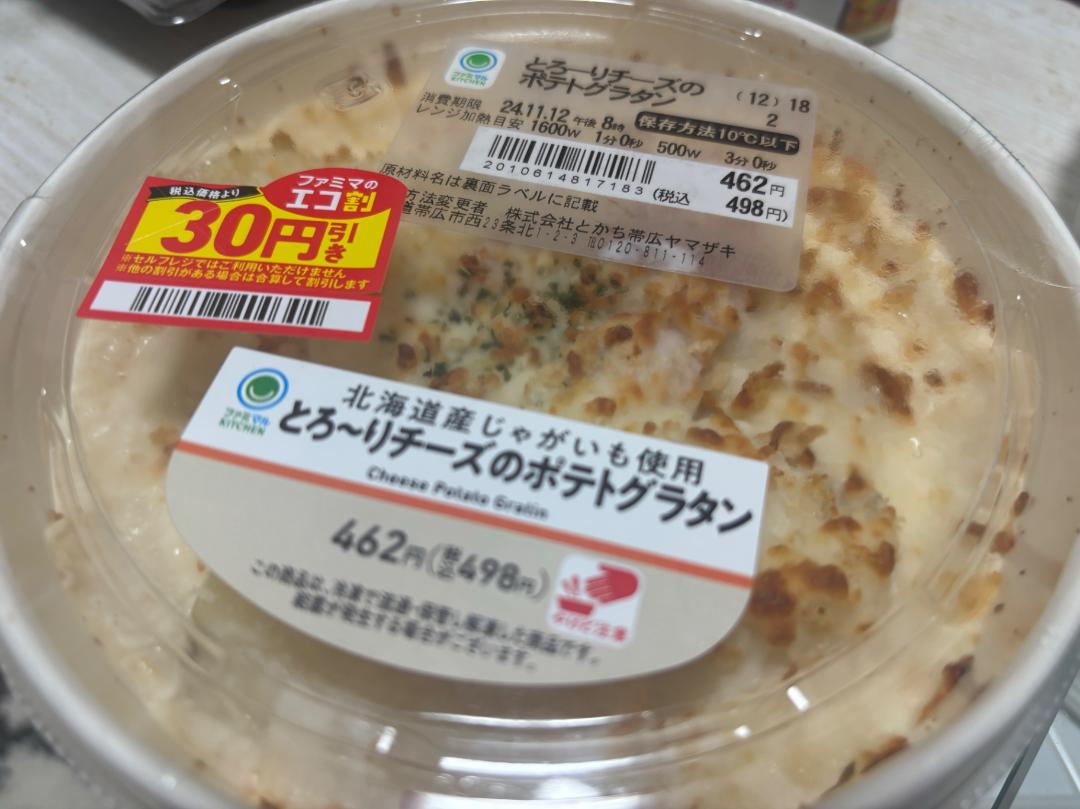 ファミマル
KITCHEN
とろ〜りチーズの
ポテトグラタン
(12) 18
2
消費期限 24.11.12 午後 8時
保存方法10℃以下
レンジ加熱目安 1600w 1分0秒 500w 3分0秒
2010614817183
462円
(税込 498円)
原材料名は裏面ラベルに記載
方法変更者 株式会社とかち帯広ヤマザキ
道帯広市西23条北1-2-3 ℡0120-811-114
ファミマの
エコ割
税込価格より
30円引き
※セルフレジではご利用いただけません
※他の割引がある場合は合算して割引します
ファミマル
KITCHEN
北海道産じゃがいも使用
とろ〜りチーズのポテトグラタン
Cheese Potato Gratin
462円(税込498円)
この商品は、冷凍で流通・保管し解凍した商品です。
結露が発生する場合がございます。